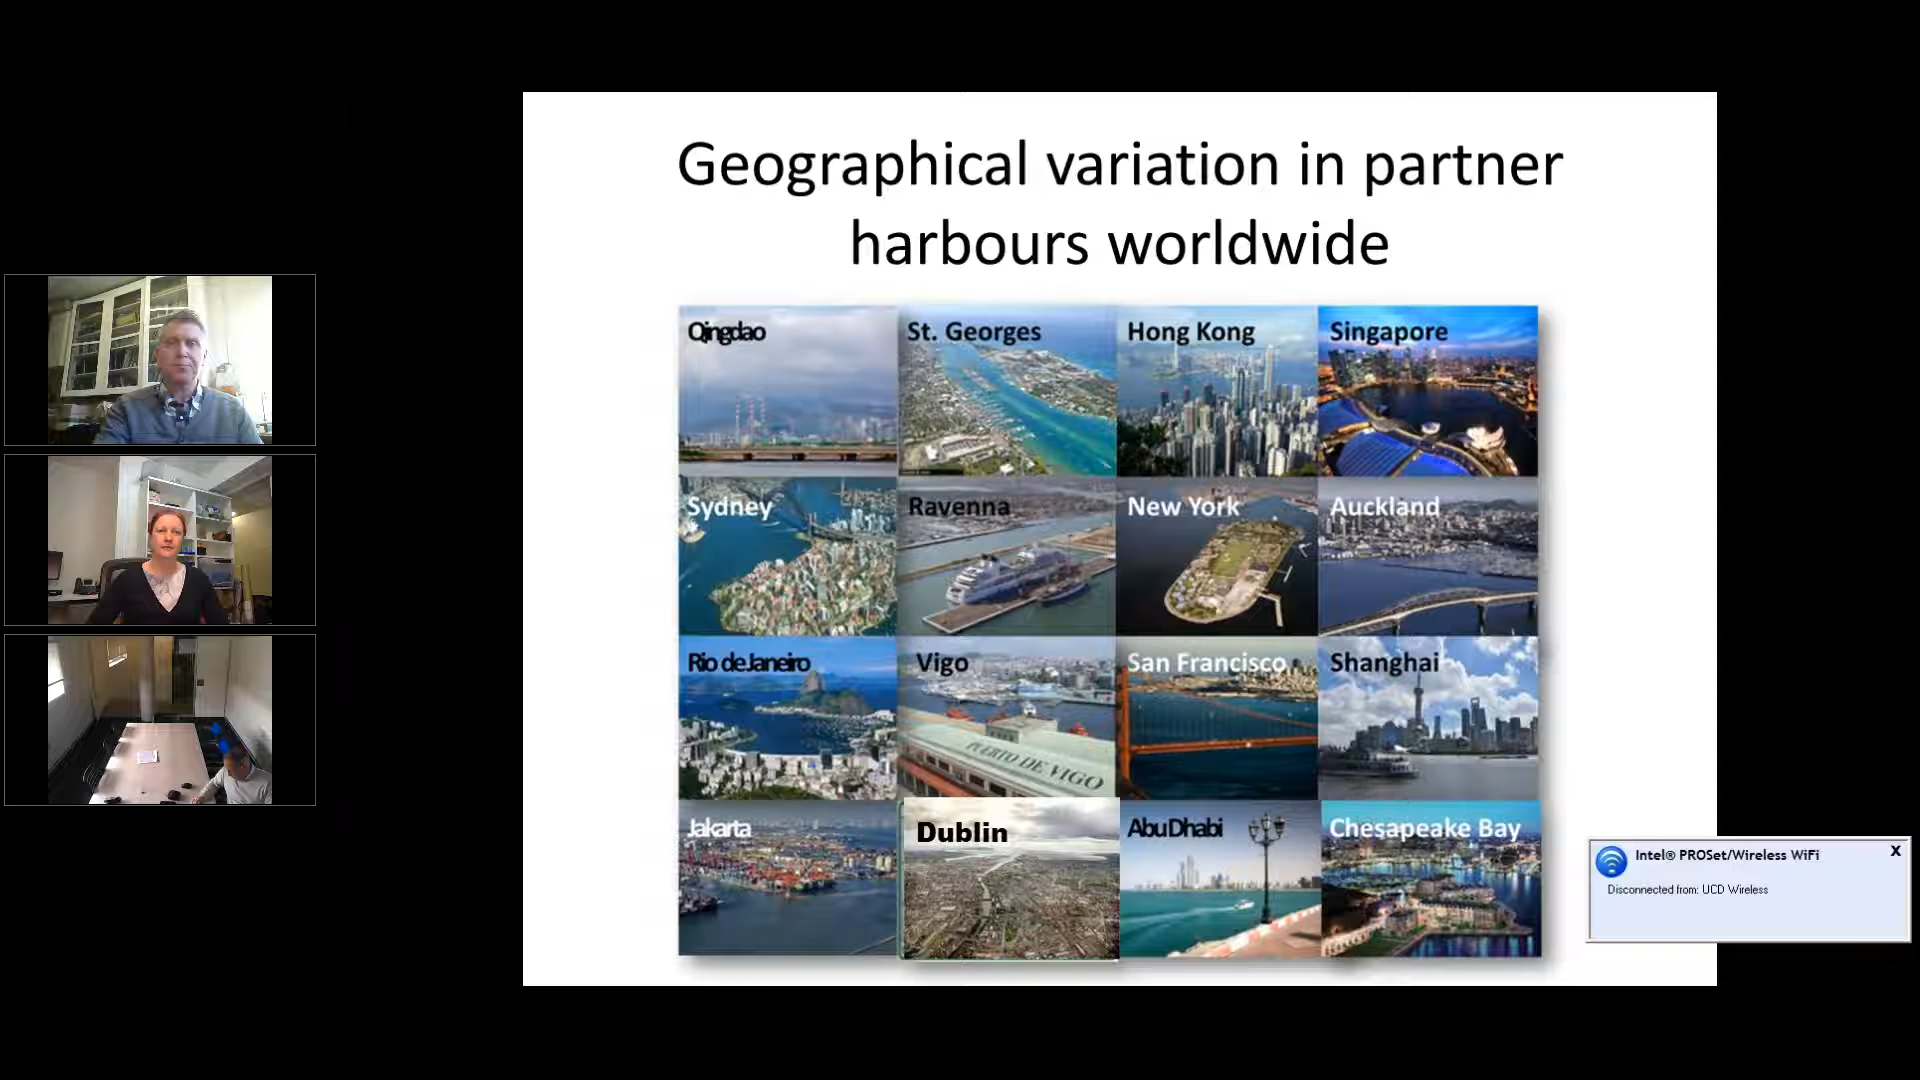 Geographical variation in partner
harbours worldwide
Qingdao
St. Georges
Hong Kong
Singapore
Sydney
Ravenna
New York
Auckland
Rio de Janeiro
Vigo
San Francisco
Shanghai
PUERTO DE VIGO
Jakarta
Dublin
Abu Dhabi
Chesapeake Bay
Intel® PROSet/Wireless WiFi
X
Disconnected from: UCD Wireless